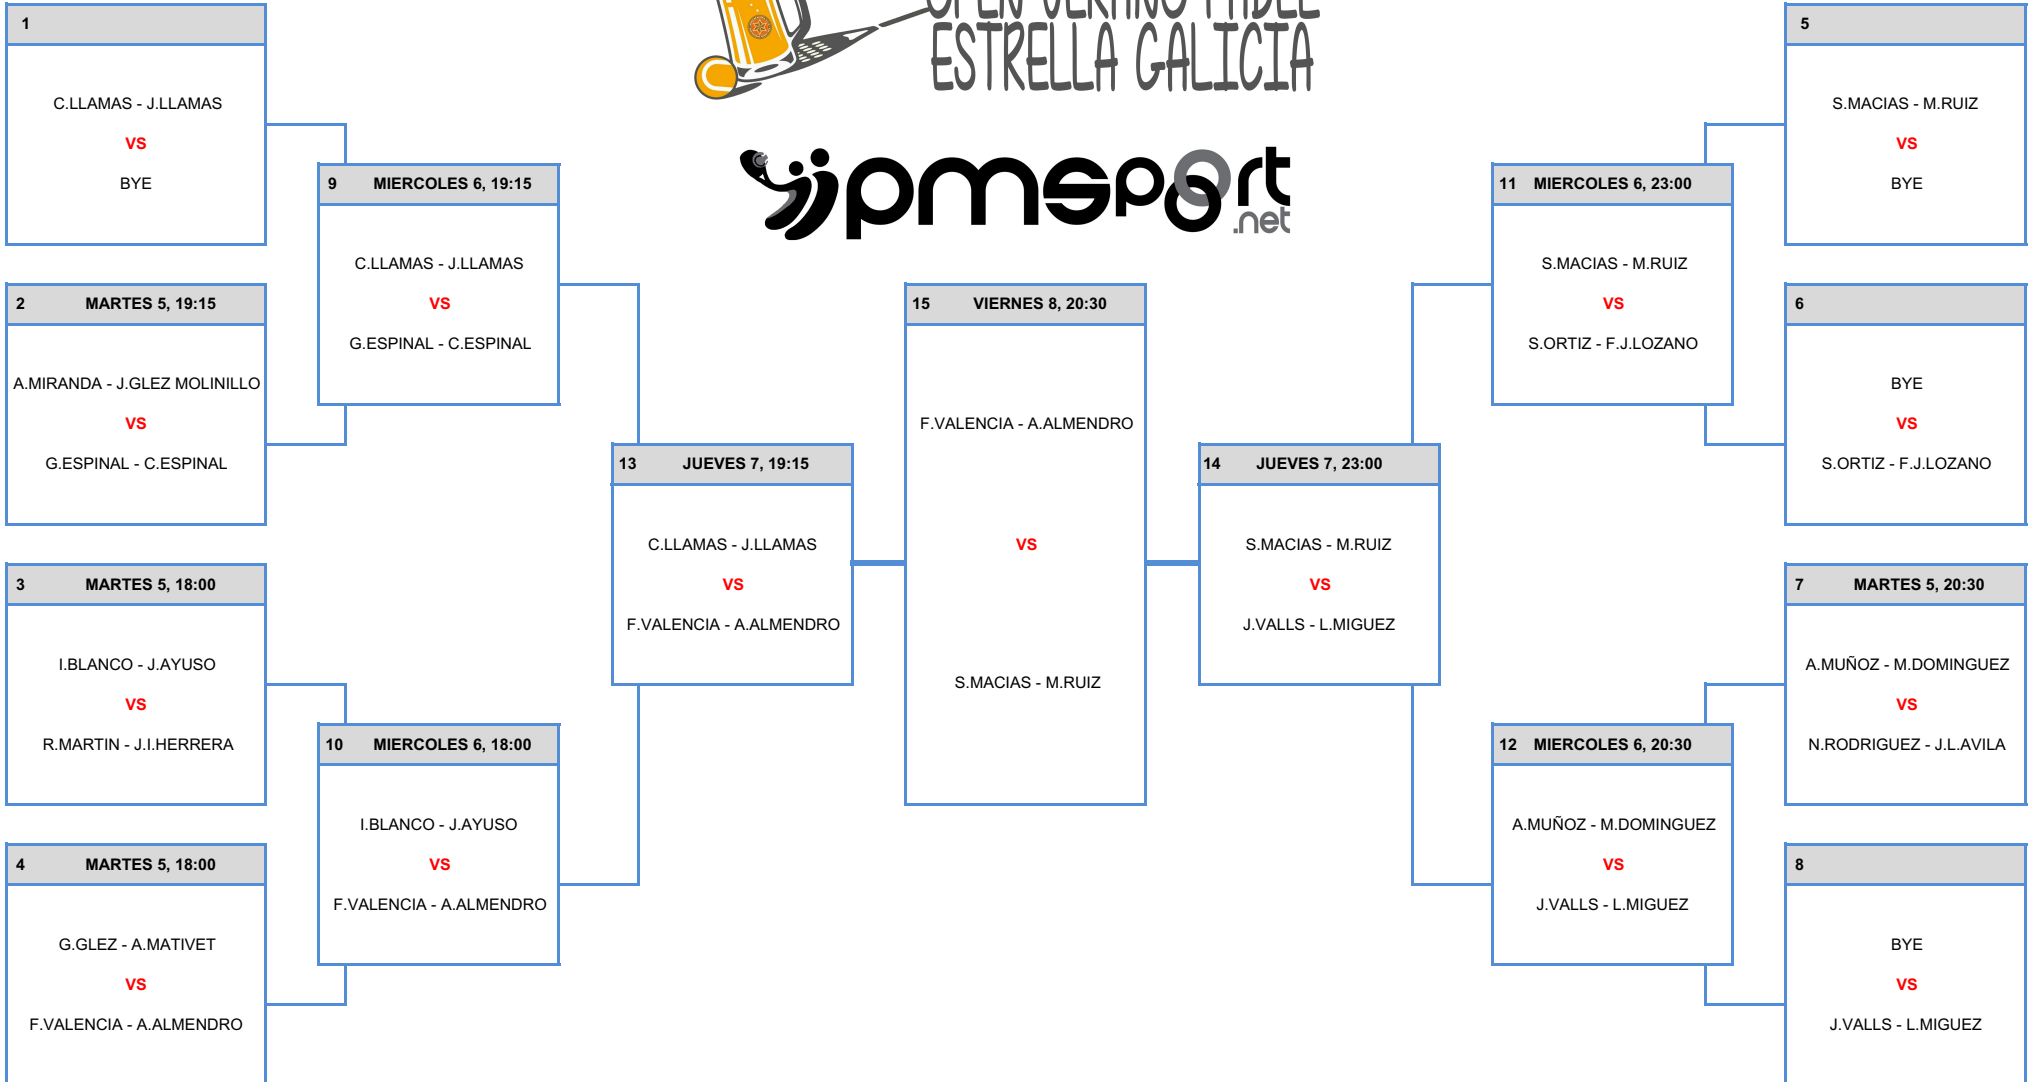 OPEN VERANO PADEL
ESTRELLA GALICIA
pmsport
.net
1
C.LLAMAS - J.LLAMAS
VS
BYE
2 MARTES 5, 19:15
A.MIRANDA - J.GLEZ MOLINILLO
VS
G.ESPINAL - C.ESPINAL
3 MARTES 5, 18:00
I.BLANCO - J.AYUSO
VS
R.MARTIN - J.I.HERRERA
4 MARTES 5, 18:00
G.GLEZ - A.MATIVET
VS
F.VALENCIA - A.ALMENDRO
9 MIERCOLES 6, 19:15
C.LLAMAS - J.LLAMAS
VS
G.ESPINAL - C.ESPINAL
10 MIERCOLES 6, 18:00
I.BLANCO - J.AYUSO
VS
F.VALENCIA - A.ALMENDRO
13 JUEVES 7, 19:15
C.LLAMAS - J.LLAMAS
VS
F.VALENCIA - A.ALMENDRO
15 VIERNES 8, 20:30
F.VALENCIA - A.ALMENDRO
VS
S.MACIAS - M.RUIZ
14 JUEVES 7, 23:00
S.MACIAS - M.RUIZ
VS
J.VALLS - L.MIGUEZ
11 MIERCOLES 6, 23:00
S.MACIAS - M.RUIZ
VS
S.ORTIZ - F.J.LOZANO
12 MIERCOLES 6, 20:30
A.MUÑOZ - M.DOMINGUEZ
VS
J.VALLS - L.MIGUEZ
5
S.MACIAS - M.RUIZ
VS
BYE
6
BYE
VS
S.ORTIZ - F.J.LOZANO
7 MARTES 5, 20:30
A.MUÑOZ - M.DOMINGUEZ
VS
N.RODRIGUEZ - J.L.AVILA
8
BYE
VS
J.VALLS - L.MIGUEZ